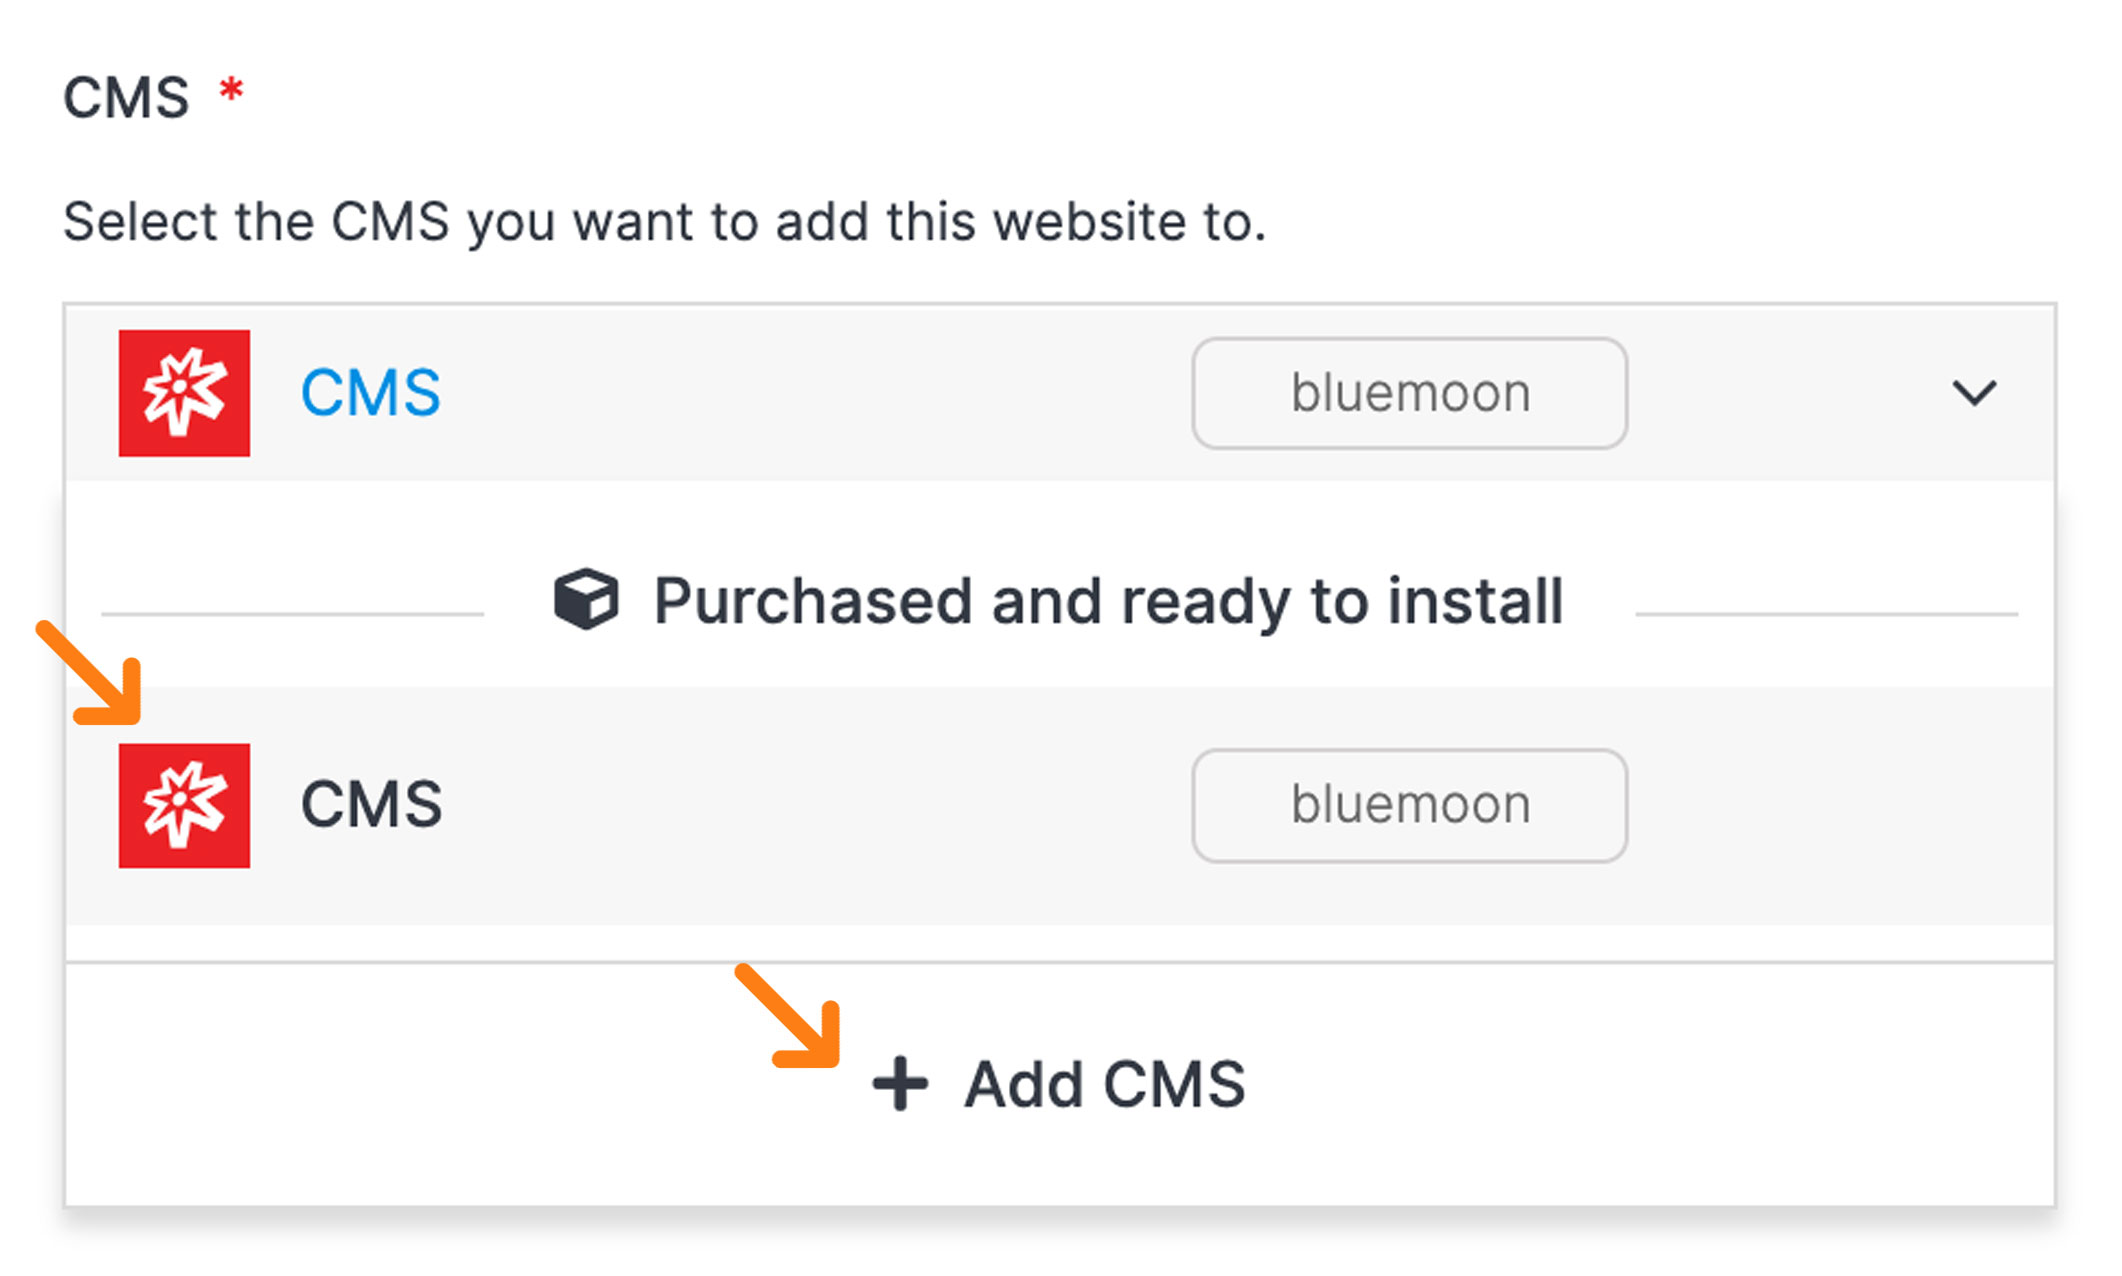 CMS *
Select the CMS you want to add this website to.
CMS bluemoon
Purchased and ready to install
CMS bluemoon
+ Add CMS